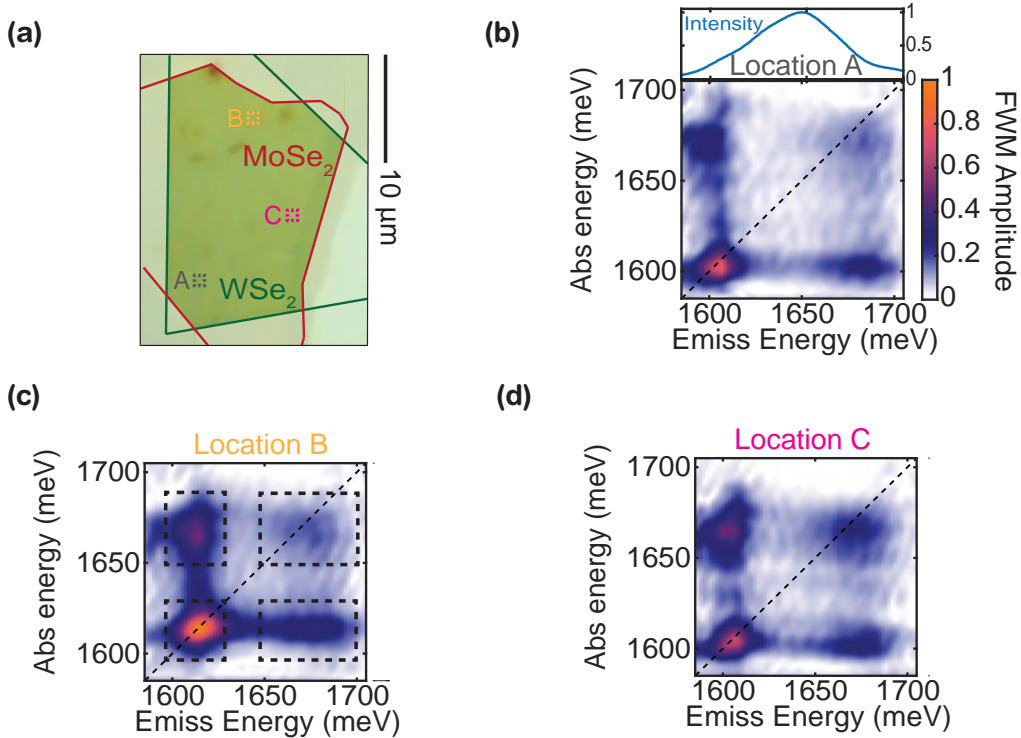 (a)
B
MoSe2
C
A
WSe2
10 μm
(b)
Intensity
1
0.5
0
Location A
1700
1650
1600
Abs energy (meV)
1600
1650
1700
Emiss Energy (meV)
1
0.8
0.6
0.4
0.2
0
FWM Amplitude
(c)
Location B
1700
1650
1600
Abs energy (meV)
1600
1650
1700
Emiss Energy (meV)
(d)
Location C
1700
1650
1600
Abs energy (meV)
1600
1650
1700
Emiss Energy (meV)